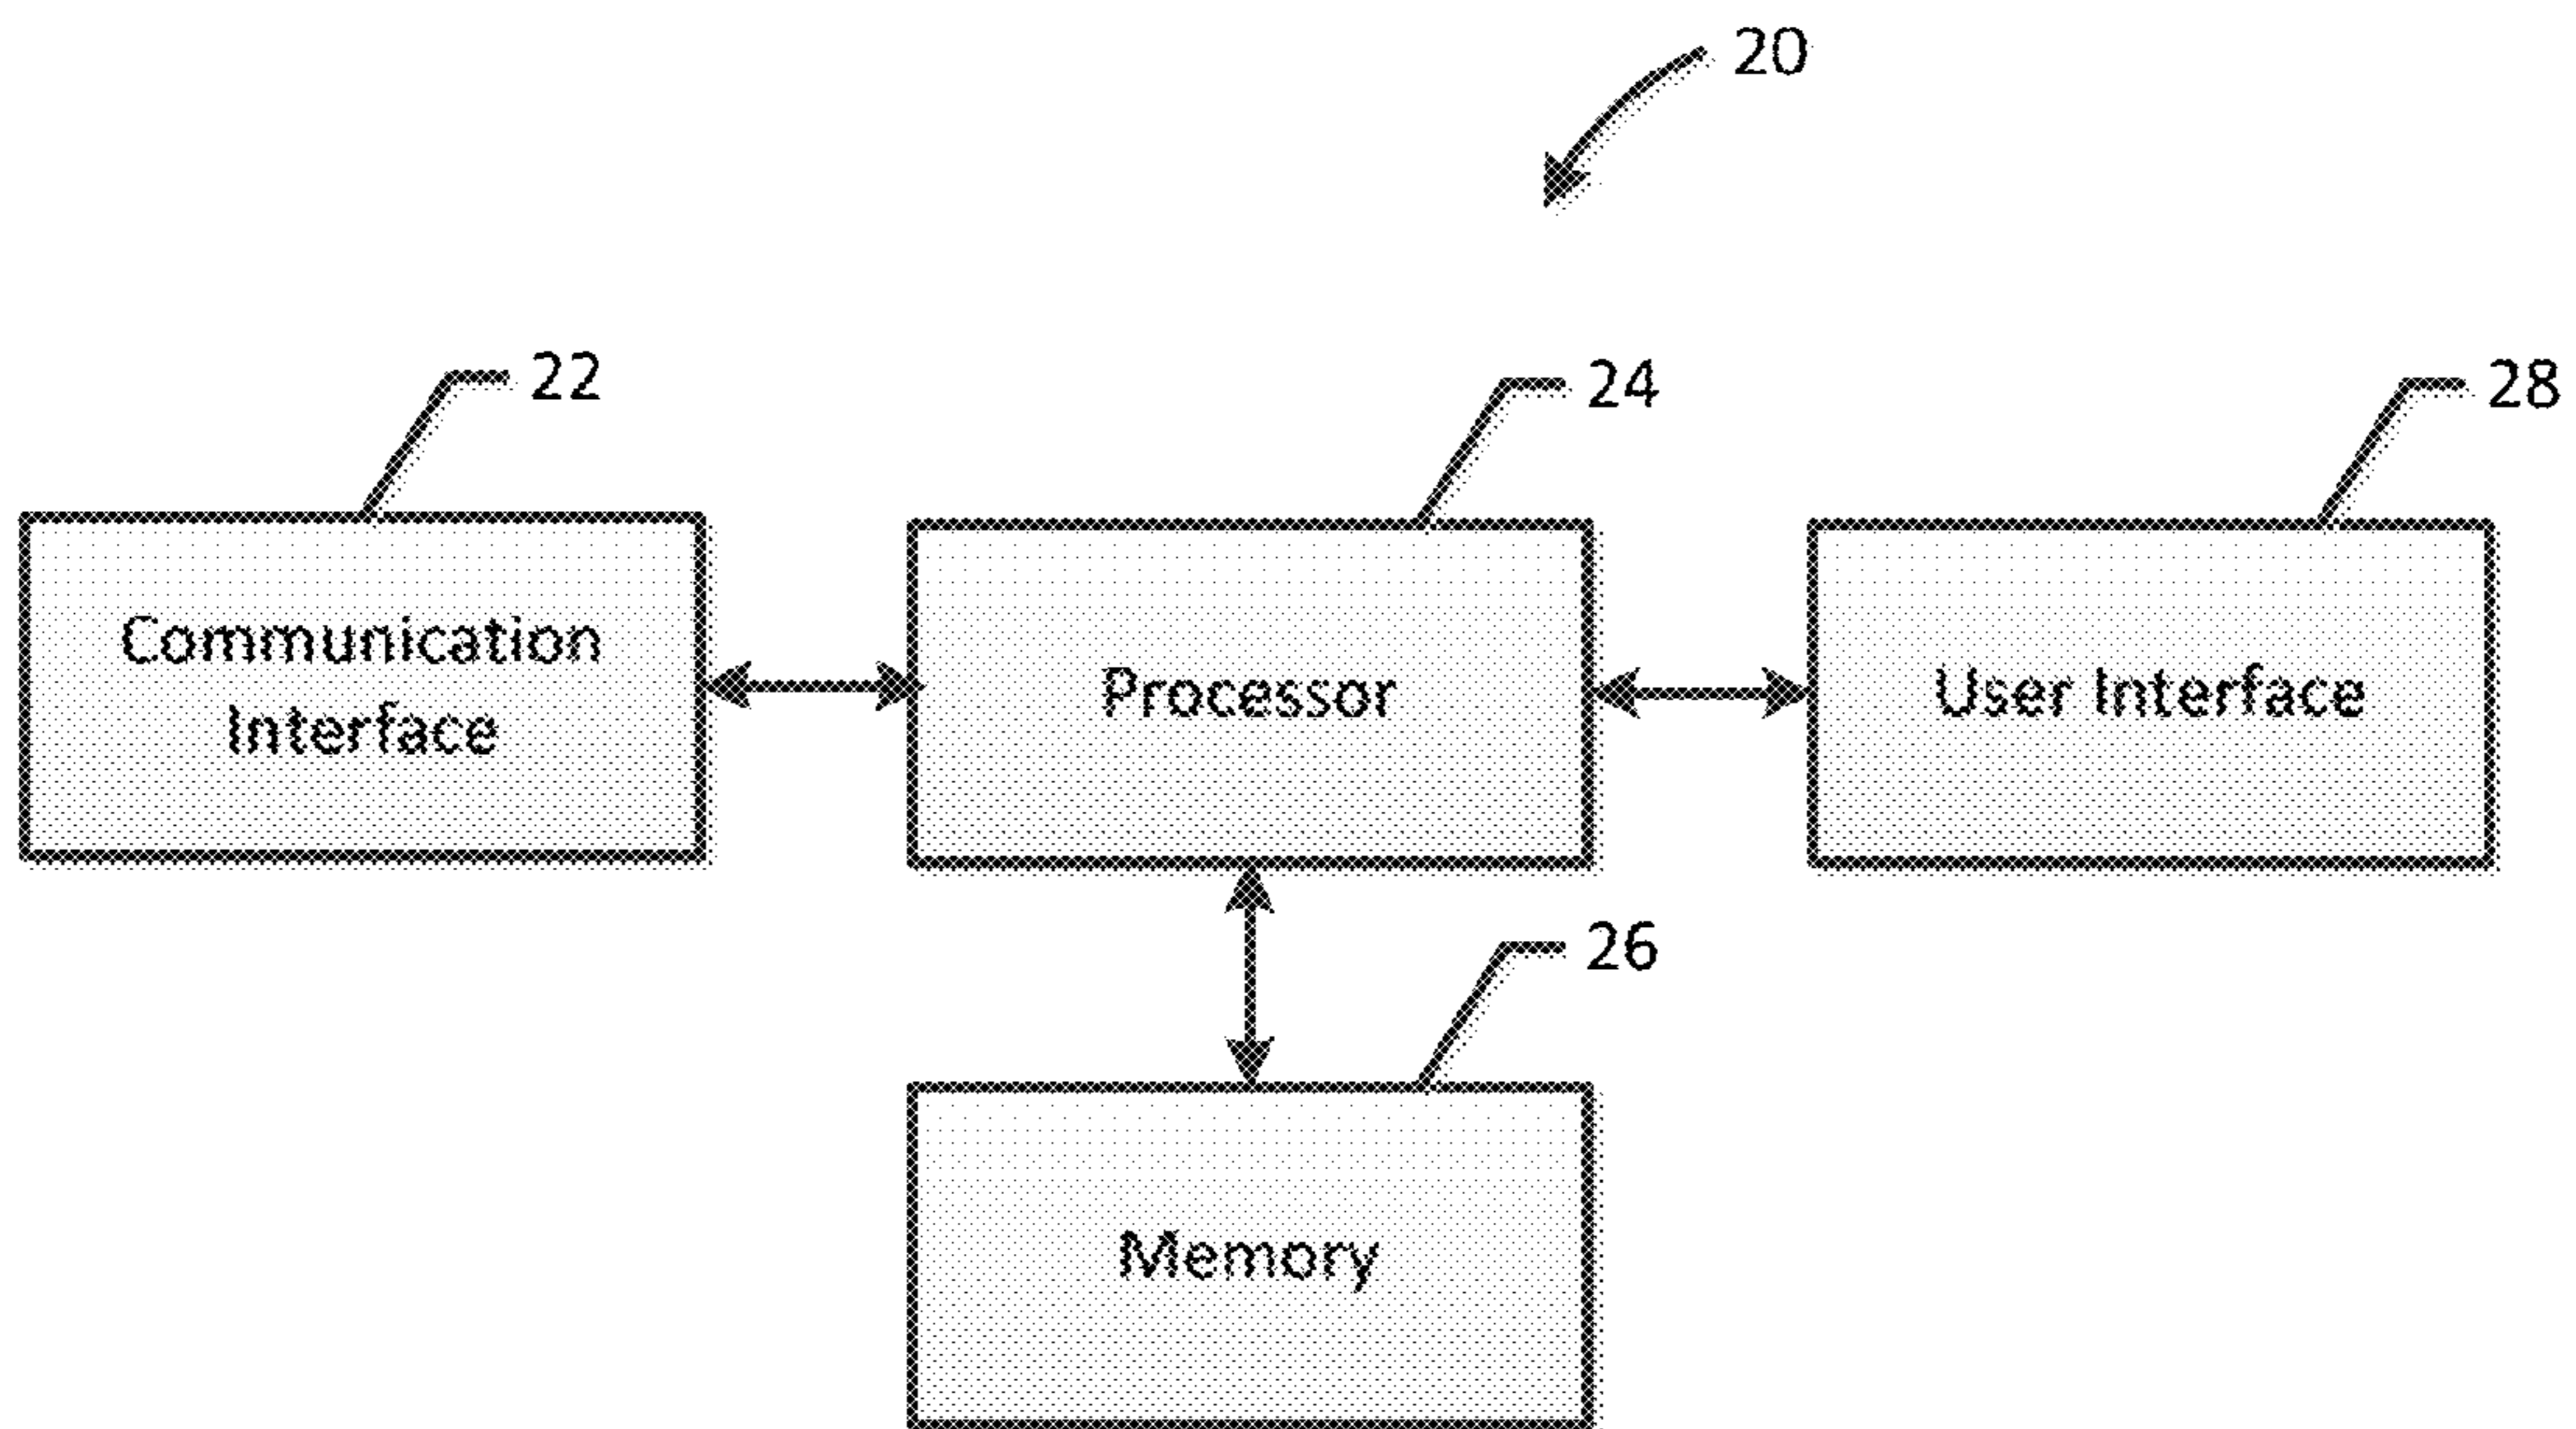 20
22
24
28
Communication
Interface
Processor
User Interface
26
Memory